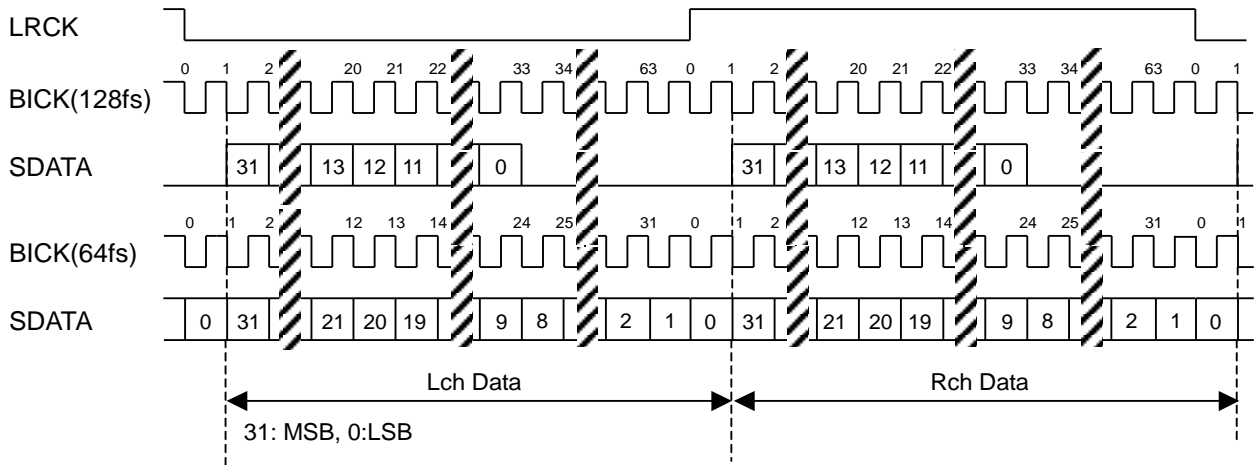 LRCK
0 1 2 20 21 22 33 34 63 0 1 2 20 21 22 33 34 63 0 1
BICK(128fs)
SDATA 31 13 12 11 0 31 13 12 11 0
0 1 2 12 13 14 24 25 31 0 1 2 12 13 14 24 25 31 0 1
BICK(64fs)
SDATA 0 31 21 20 19 9 8 2 1 0 31 21 20 19 9 8 2 1 0
Lch Data Rch Data
31: MSB, 0:LSB